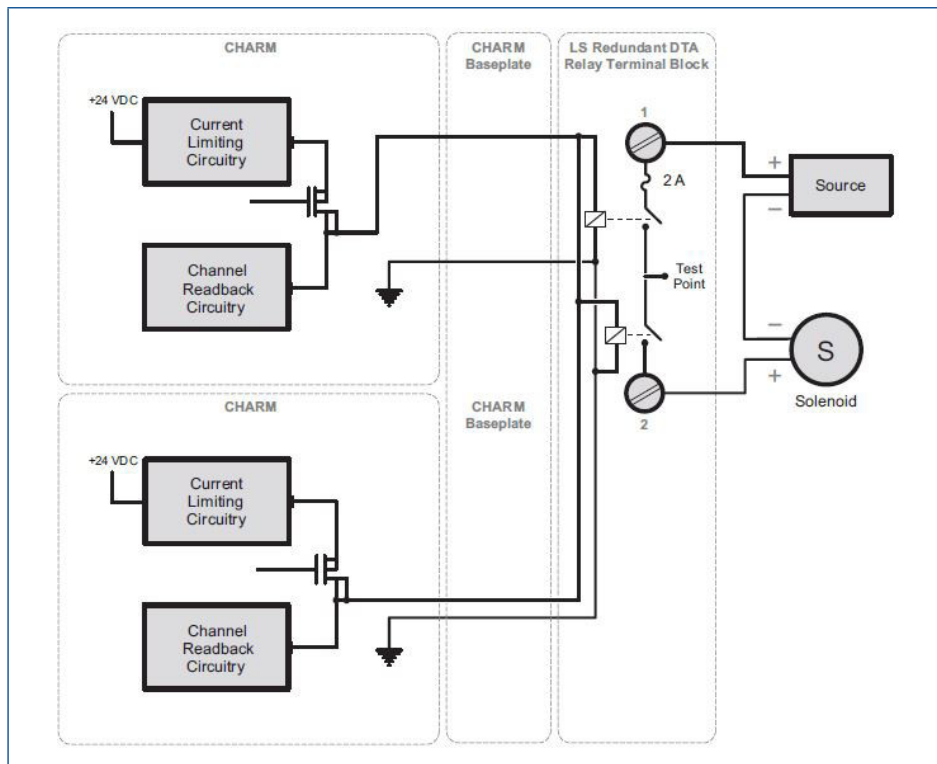 CHARM
CHARM
Baseplate
LS Redundant DTA
Relay Terminal Block
+24 VDC
Current
Limiting
Circuitry
Channel
Readback
Circuitry
1
2 A
Test
Point
2
+
Source
−
−
S
+
Solenoid
CHARM
CHARM
Baseplate
+24 VDC
Current
Limiting
Circuitry
Channel
Readback
Circuitry